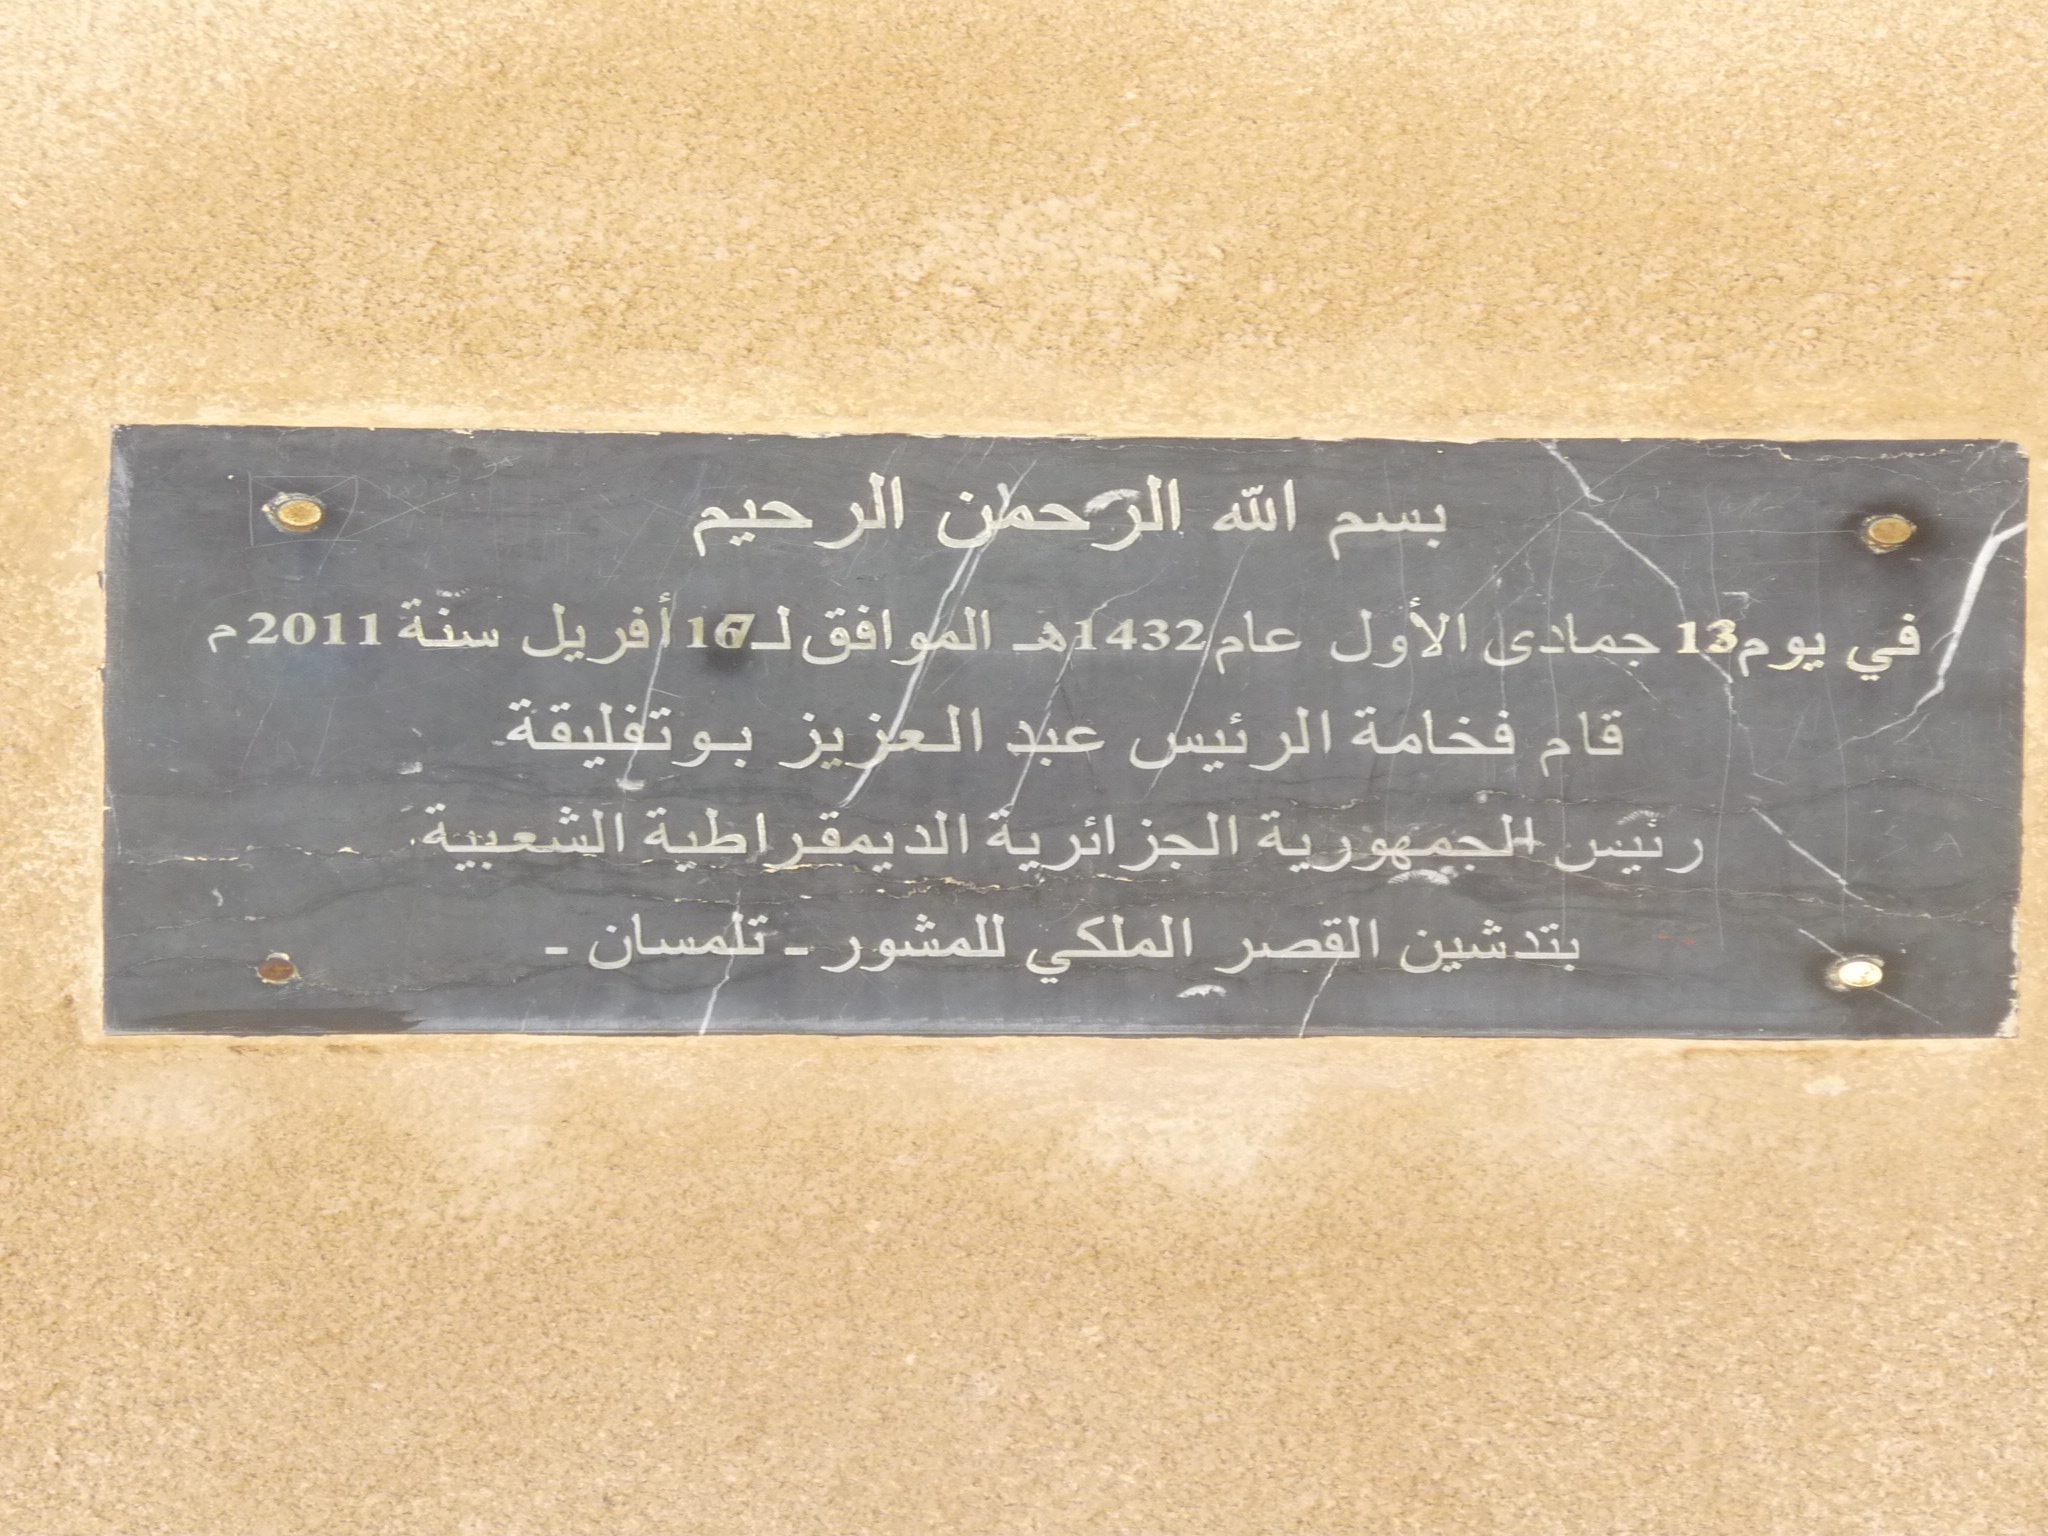 بسم الله الرحمن الرحيم
في يوم 13 جمادى الأول عام 1432هـ الموافق لـ 16 أفريل سنة 2011 م
قام فخامة الرئيس عبد العزيز بوتفليقة
رئيس الجمهورية الجزائرية الديمقراطية الشعبية
بتدشين القصر الملكي للمشور - تلمسان -